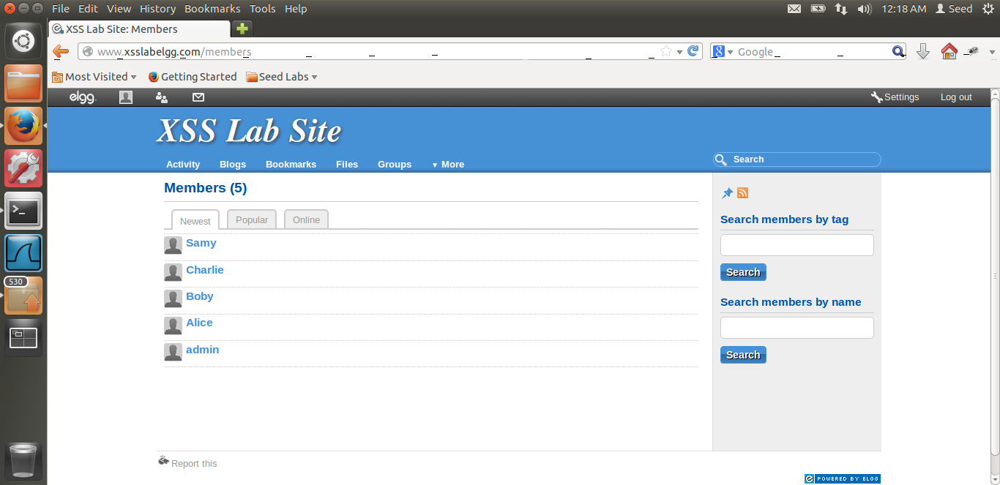 File Edit View History Bookmarks Tools Help
12:18 AM Seed
XSS Lab Site: Members
www.xsslabelgg.com/members
Google
Most Visited Getting Started Seed Labs
elgg.
Settings Log out
XSS Lab Site
Activity Blogs Bookmarks Files Groups ▼ More
Search
Members (5)
Newest Popular Online
Samy
Charlie
Boby
Alice
admin
Search members by tag
Search
Search members by name
Search
530
Report this
POWERED BY ELGG